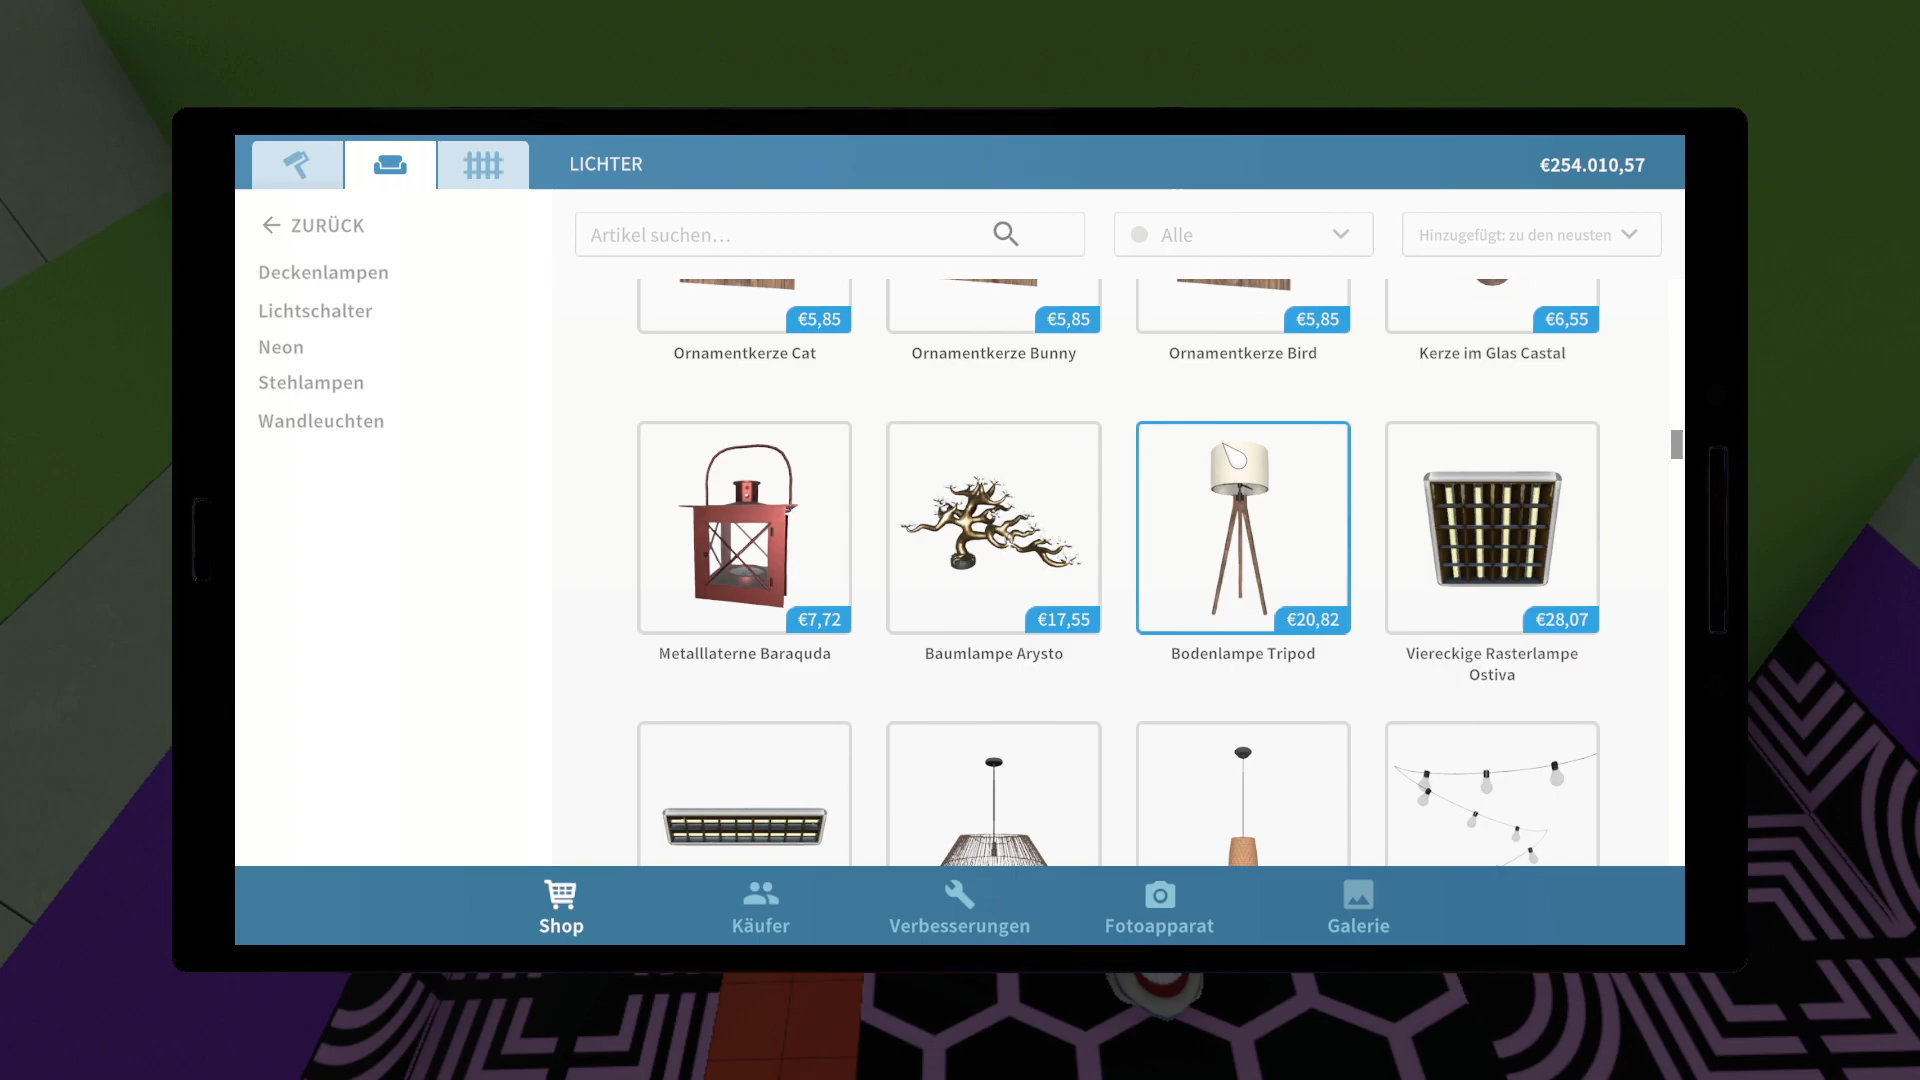 LICHTER
€254.010,57
ZURÜCK
Deckenlampen
Lichtschalter
Neon
Stehlampen
Wandleuchten
Artikel suchen...
Alle
Hinzugefügt: zu den neusten
€5,85
€5,85
€5,85
€6,55
Ornamentkerze Cat
Ornamentkerze Bunny
Ornamentkerze Bird
Kerze im Glas Castal
€7,72
€17,55
€20,82
€28,07
Metalllaterne Baraquda
Baumlampe Arysto
Bodenlampe Tripod
Viereckige Rasterlampe
Ostiva
Shop
Käufer
Verbesserungen
Fotoapparat
Galerie